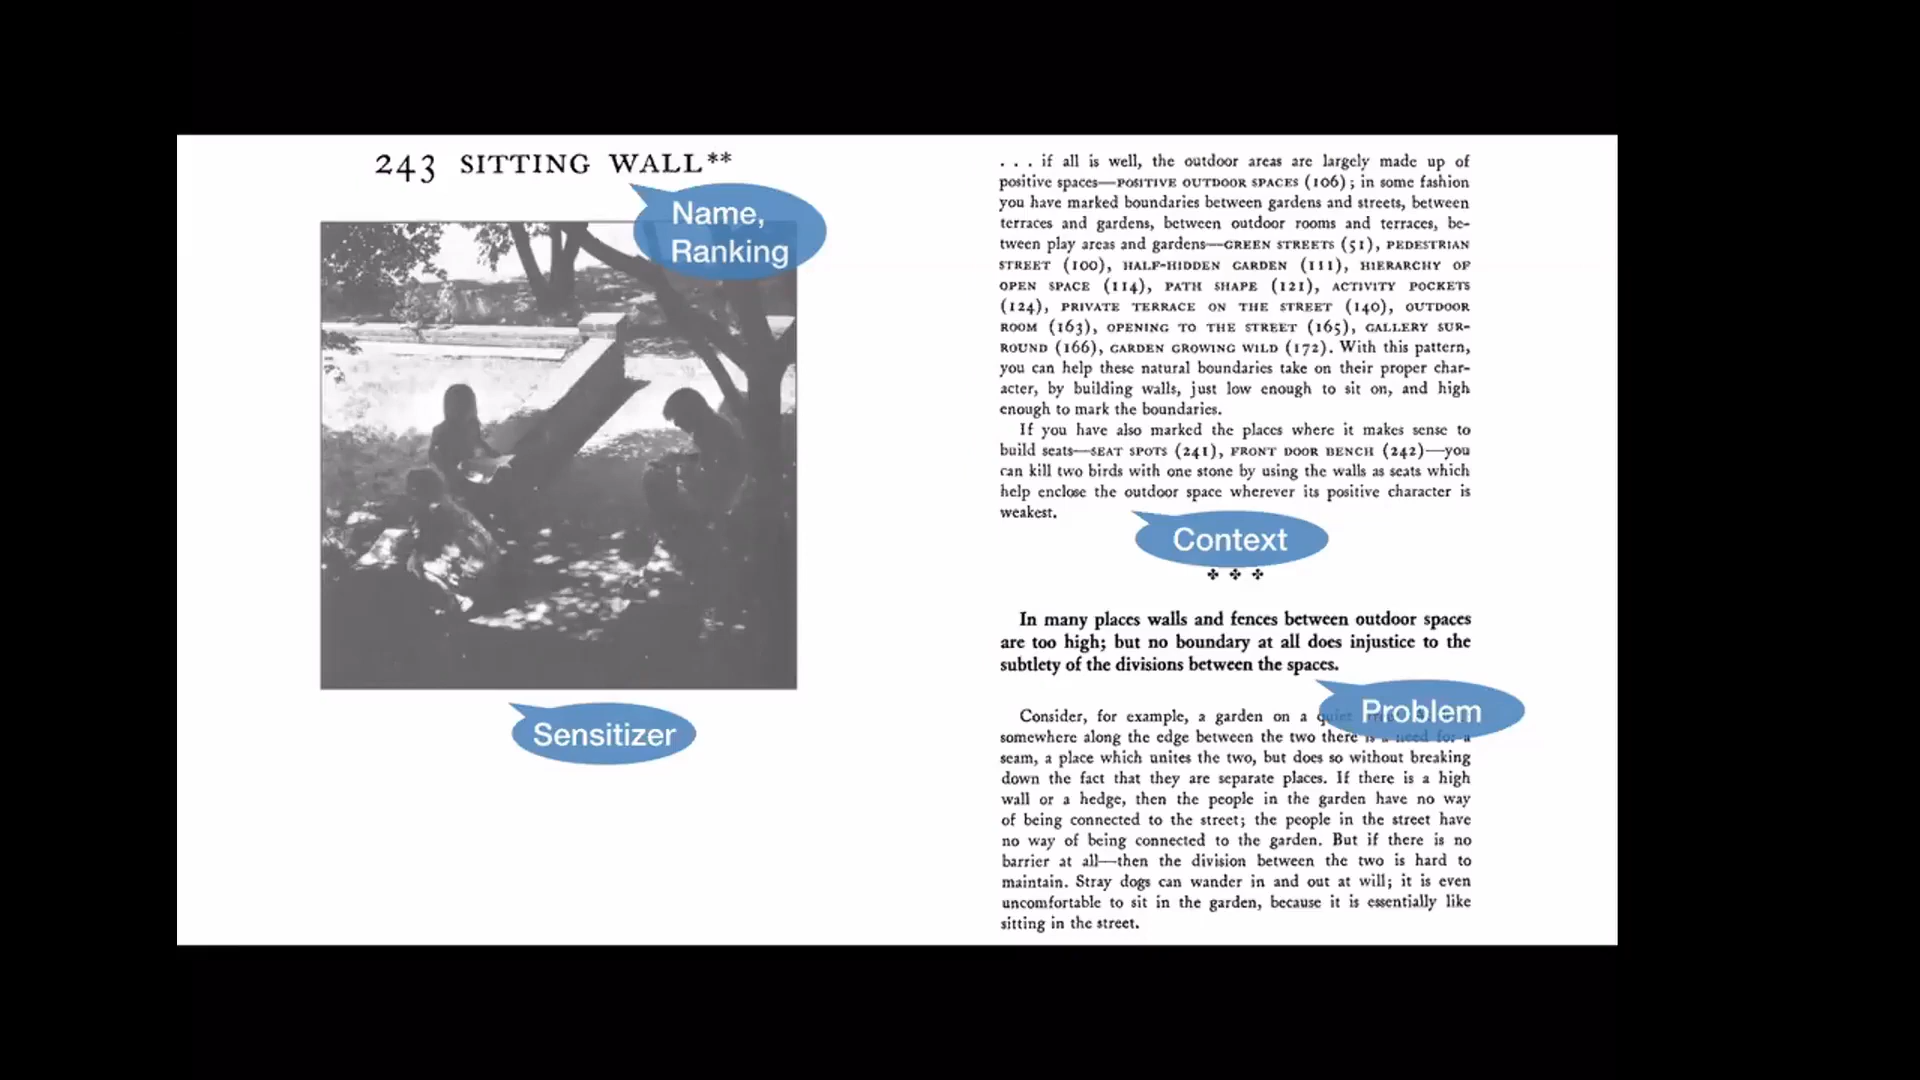 243 SITTING WALL**
Name,
Ranking
Sensitizer
. . . if all is well, the outdoor areas are largely made up of
positive spaces—POSITIVE OUTDOOR SPACES (106); in some fashion
you have marked boundaries between gardens and streets, between
terraces and gardens, between outdoor rooms and terraces, be-
tween play areas and gardens—GREEN STREETS (51), PEDESTRIAN
STREET (100), HALF-HIDDEN GARDEN (111), HIERARCHY OF
OPEN SPACE (114), PATH SHAPE (121), ACTIVITY POCKETS
(124), PRIVATE TERRACE ON THE STREET (140), OUTDOOR
ROOM (163), OPENING TO THE STREET (165), GALLERY SUR-
ROUND (166), GARDEN GROWING WILD (172). With this pattern,
you can help these natural boundaries take on their proper char-
acter, by building walls, just low enough to sit on, and high
enough to mark the boundaries.
If you have also marked the places where it makes sense to
build seats—SEAT SPOTS (241), FRONT DOOR BENCH (242)—you
can kill two birds with one stone by using the walls as seats which
help enclose the outdoor space wherever its positive character is
weakest.
Context
In many places walls and fences between outdoor spaces
are too high; but no boundary at all does injustice to the
subtlety of the divisions between the spaces.
Problem
Consider, for example, a garden on a quiet
somewhere along the edge between the two there is a need for a
seam, a place which unites the two, but does so without breaking
down the fact that they are separate places. If there is a high
wall or a hedge, then the people in the garden have no way
of being connected to the street; the people in the street have
no way of being connected to the garden. But if there is no
barrier at all—then the division between the two is hard to
maintain. Stray dogs can wander in and out at will; it is even
uncomfortable to sit in the garden, because it is essentially like
sitting in the street.